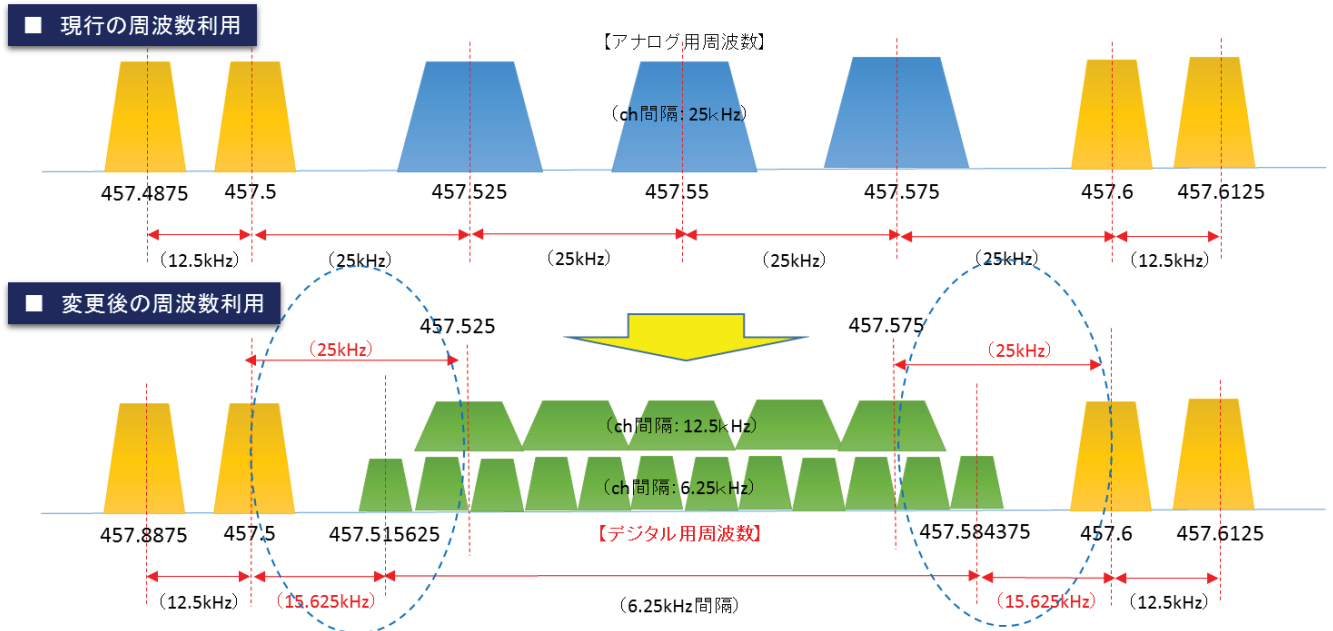 ■ 現行の周波数利用
【アナログ用周波数】
(ch間隔:25kHz)
457.4875 457.5 457.525 457.55 457.575 457.6 457.6125
(12.5kHz) (25kHz) (25kHz) (25kHz) (25kHz) (12.5kHz)
■ 変更後の周波数利用
457.525 457.575
(25kHz) (25kHz)
(ch間隔:12.5kHz)
(ch間隔:6.25kHz)
457.8875 457.5 457.515625 【デジタル用周波数】 457.584375 457.6 457.6125
(12.5kHz) (15.625kHz) (6.25kHz間隔) (15.625kHz) (12.5kHz)